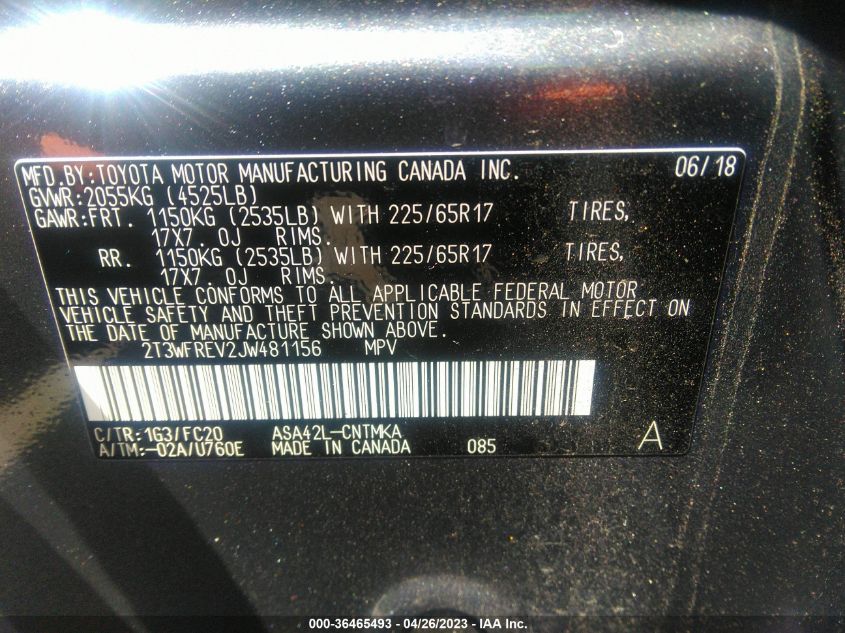 MFD.BY:TOYOTA MOTOR MANUFACTURING CANADA INC. 06/18
GVWR:2055KG (4525LB)
GAWR:FRT. 1150KG (2535LB) WITH 225/65R17 TIRES,
17X7. 0J RIMS.
RR. 1150KG (2535LB) WITH 225/65R17 TIRES,
17X7. 0J RIMS.
THIS VEHICLE CONFORMS TO ALL APPLICABLE FEDERAL MOTOR
VEHICLE SAFETY AND THEFT PREVENTION STANDARDS IN EFFECT ON
THE DATE OF MANUFACTURE SHOWN ABOVE.
2T3WFREV2JW481156 MPV
C/TR:1G3/FC20 ASA42L-CNTMKA
A/TM:-02A/U760E MADE IN CANADA 085 A
000-36465493 - 04/26/2023 - IAA Inc.